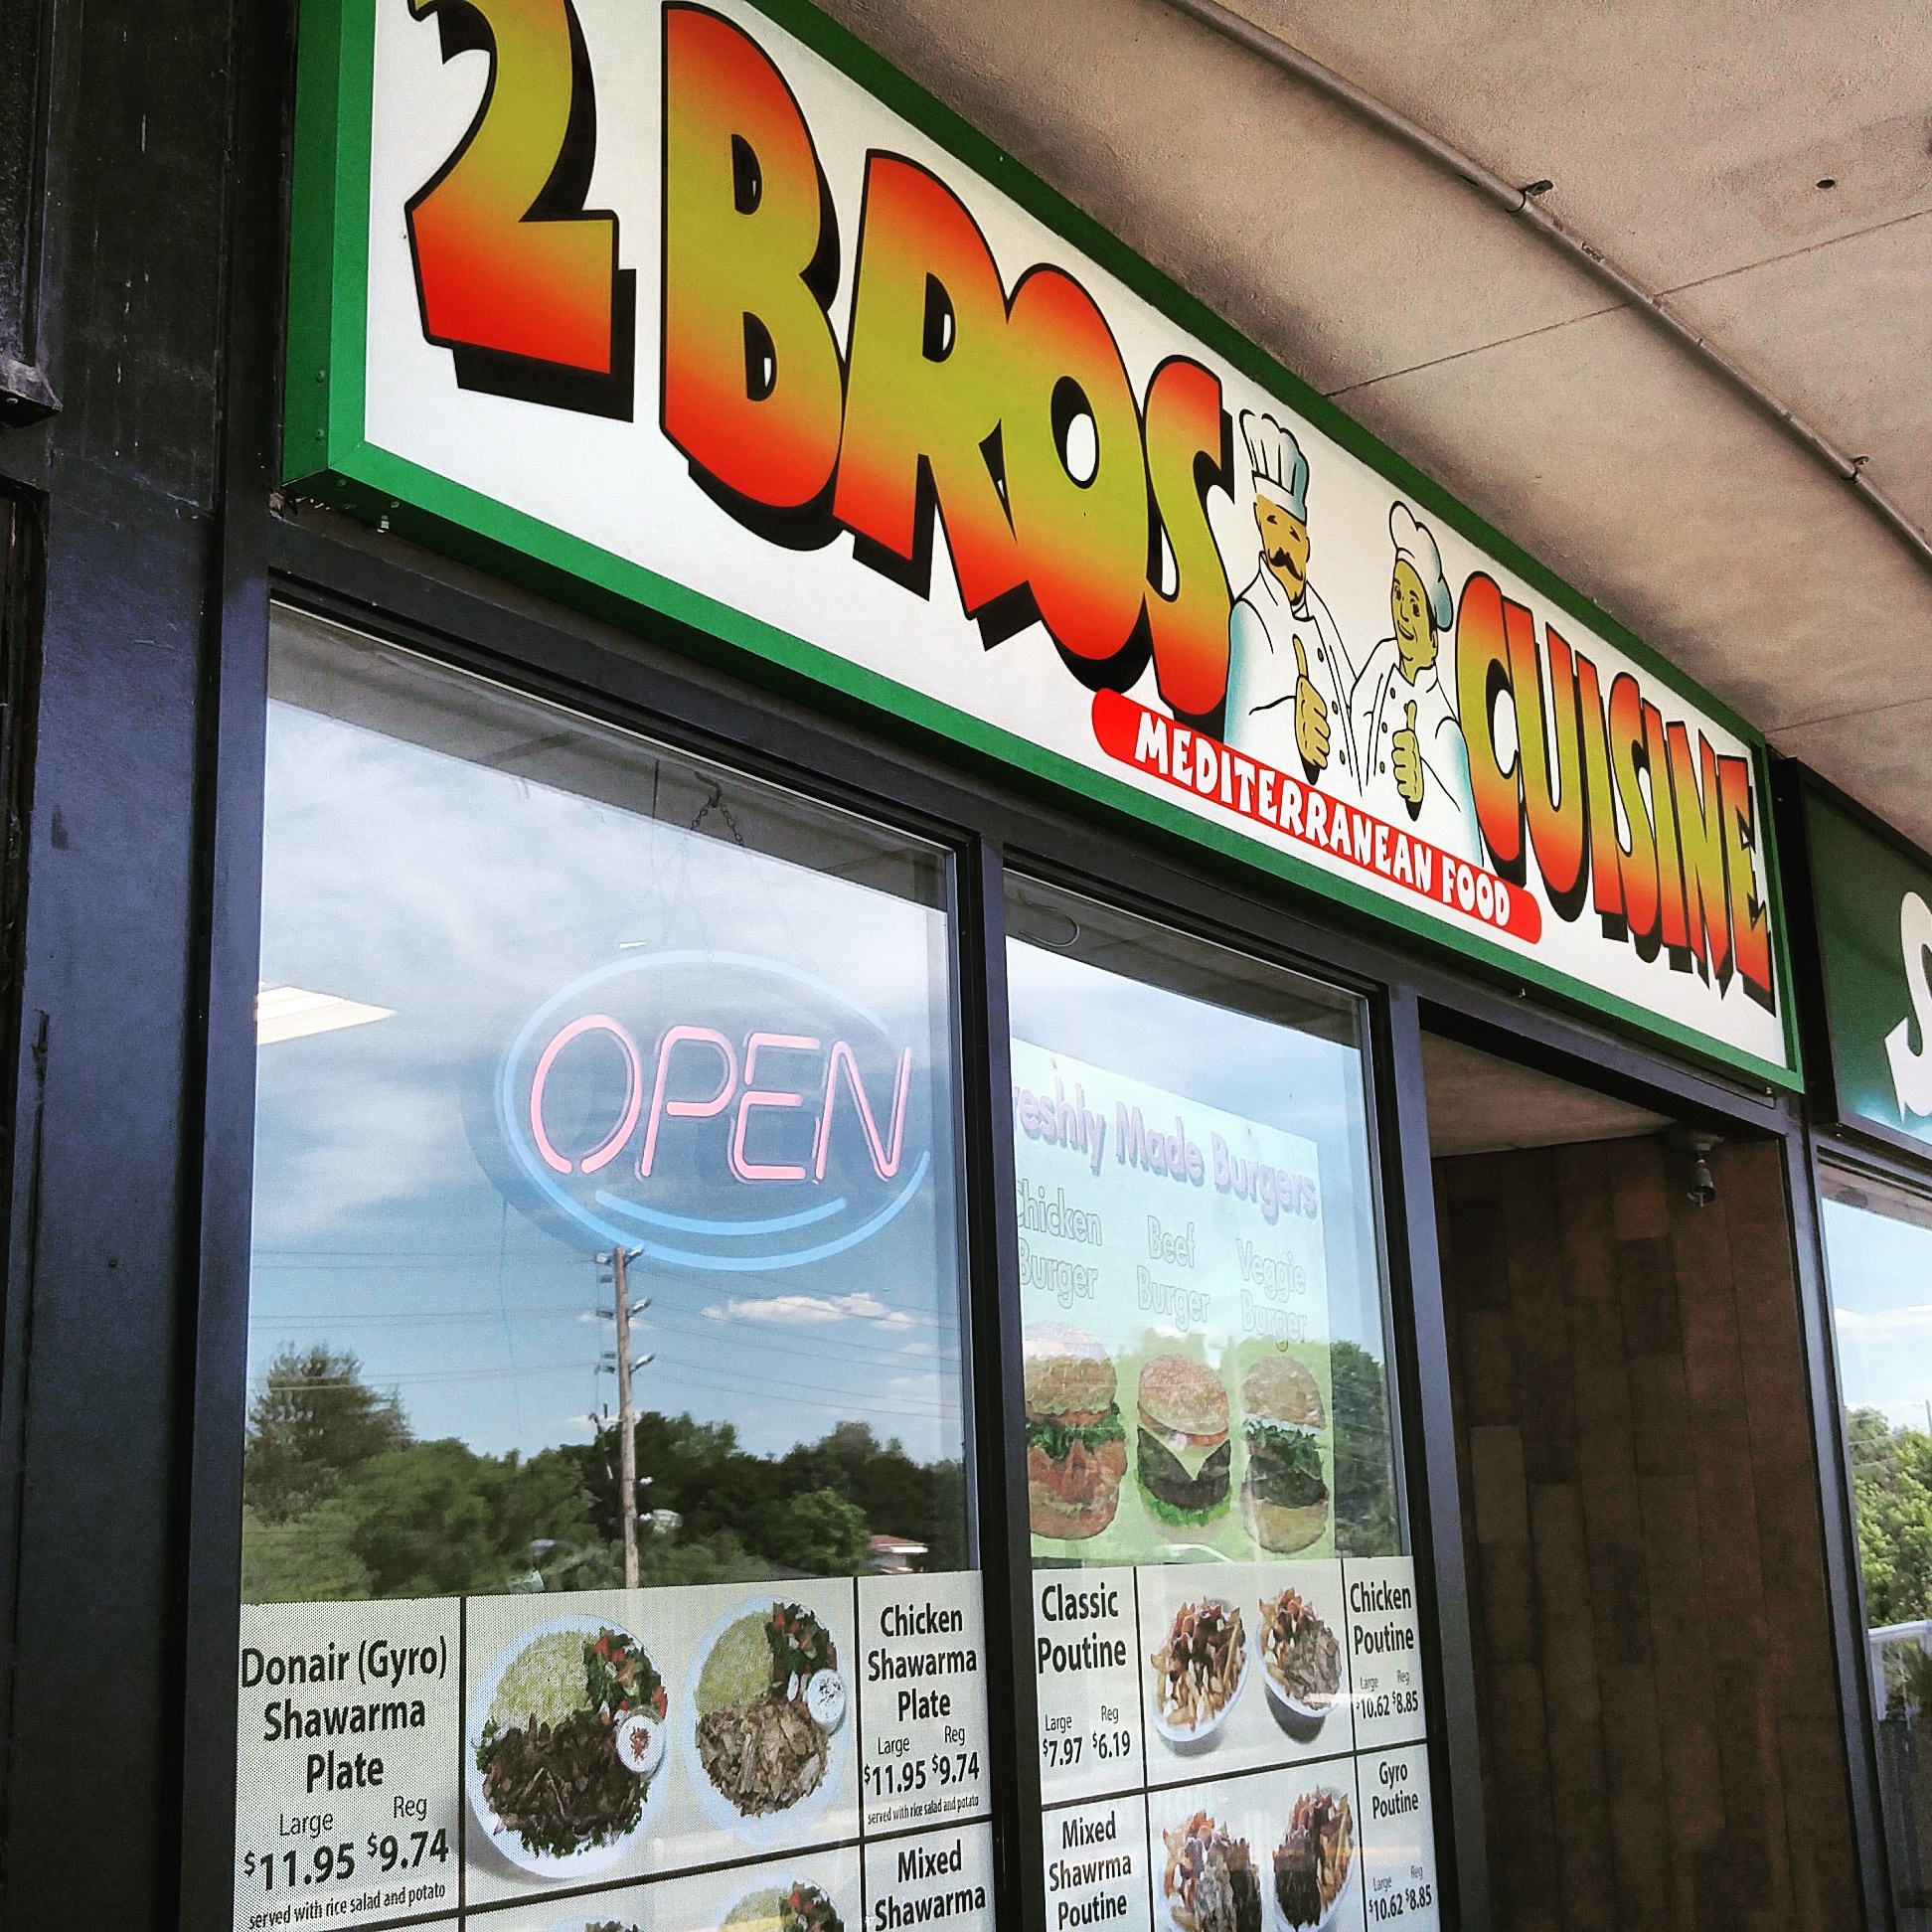 2 BROS CUISINE
MEDITERRANEAN FOOD
S
OPEN
reshly Made Burgers
hicken
Burger
Beef
Burger
Veggie
Burger
Donair (Gyro)
Shawarma
Plate
Large Reg
$11.95 $9.74
served with rice salad and potato
Chicken
Shawarma
Plate
Large Reg
$11.95 $9.74
served with rice salad and potato
Mixed
Shawarma
Classic
Poutine
Large Reg
$7.97 $6.19
Chicken
Poutine
Large Reg
$10.62 $8.85
Mixed
Shawrma
Poutine
Gyro
Poutine
Large Reg
$10.62 $8.85